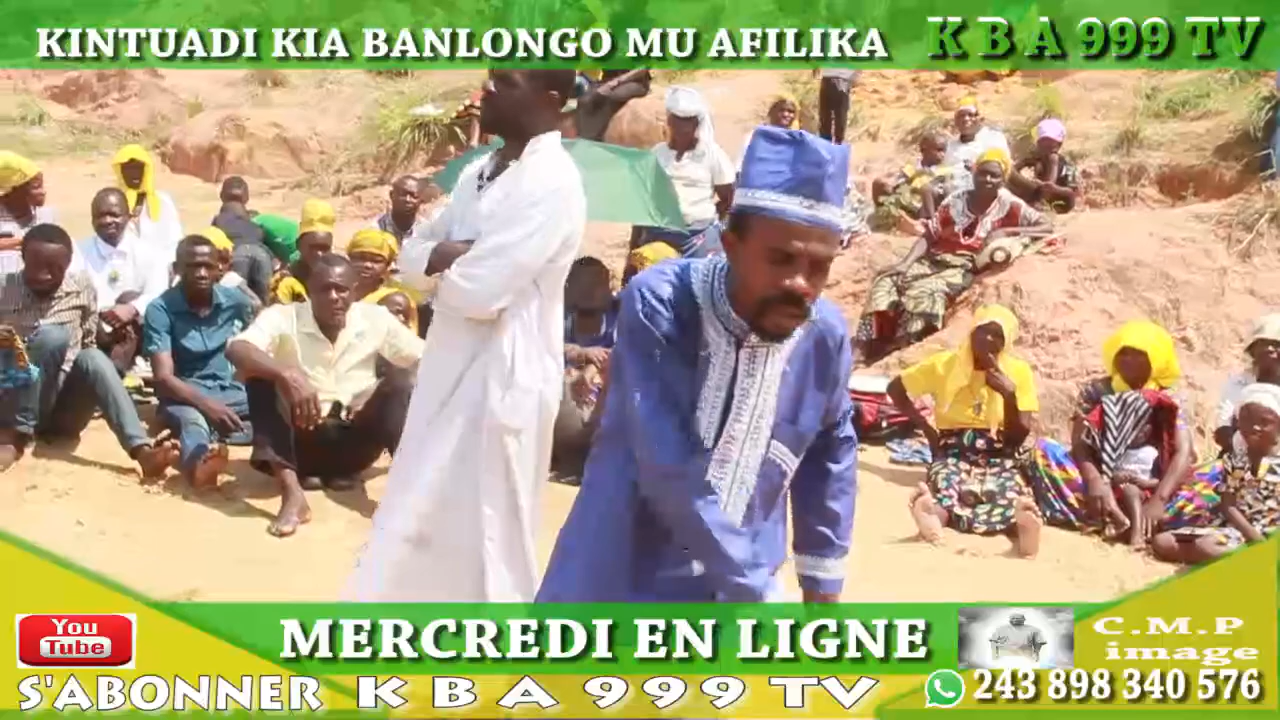 KINTUADI KIA BANLONGO MU AFILIKA
K B A 999 TV
MERCREDI EN LIGNE
You
Tube
S'ABONNER K B A 999 TV
C.M.P
image
243 898 340 576